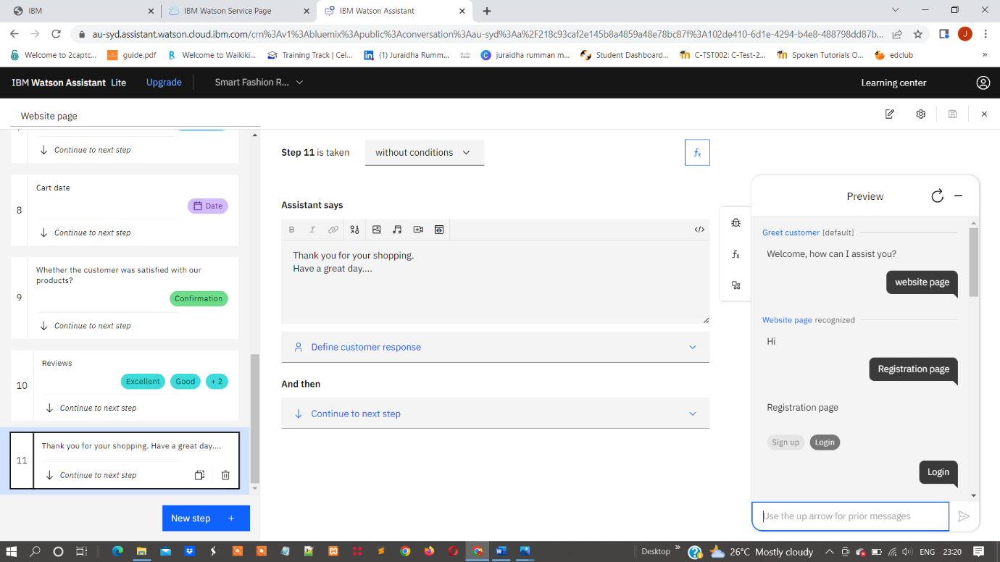 IBM
IBM Watson Service Page
IBM Watson Assistant
au-syd.assistant.watson.cloud.ibm.com/crn%3Av1%3Abluemix%3Apublic%3Aconversation%3Aau-syd%3Aa%2F218c93caf2e145b8a4859a48e78bc87f%3A102de410-6d1e-4294-b4e8-488798dd87b...
J
Welcome to 2captc...
guide.pdf
R Welcome to Waikiki...
Training Track | Cel...
in (1) Juraidha Rumm...
juraidha rumman m...
Student Dashboard...
C-TST002: C-Test-2...
Spoken Tutorials O...
edclub
»
IBM Watson Assistant Lite
Upgrade
Smart Fashion R...
Learning center
Website page
Continue to next step
8
Cart date
Date
Continue to next step
9
Whether the customer was satisfied with our
products?
Confirmation
Continue to next step
10
Reviews
Excellent Good + 2
Continue to next step
11
Thank you for your shopping. Have a great day....
Continue to next step
New step +
Step 11 is taken
without conditions
fx
Assistant says
B I </>
Thank you for your shopping.
Have a great day....
Define customer response
And then
Continue to next step
fx
Preview
Greet customer [default]
Welcome, how can I assist you?
website page
Website page recognized
Hi
Registration page
Registration page
Sign up Login
Login
Use the up arrow for prior messages
Desktop »
26°C Mostly cloudy
ENG
23:20